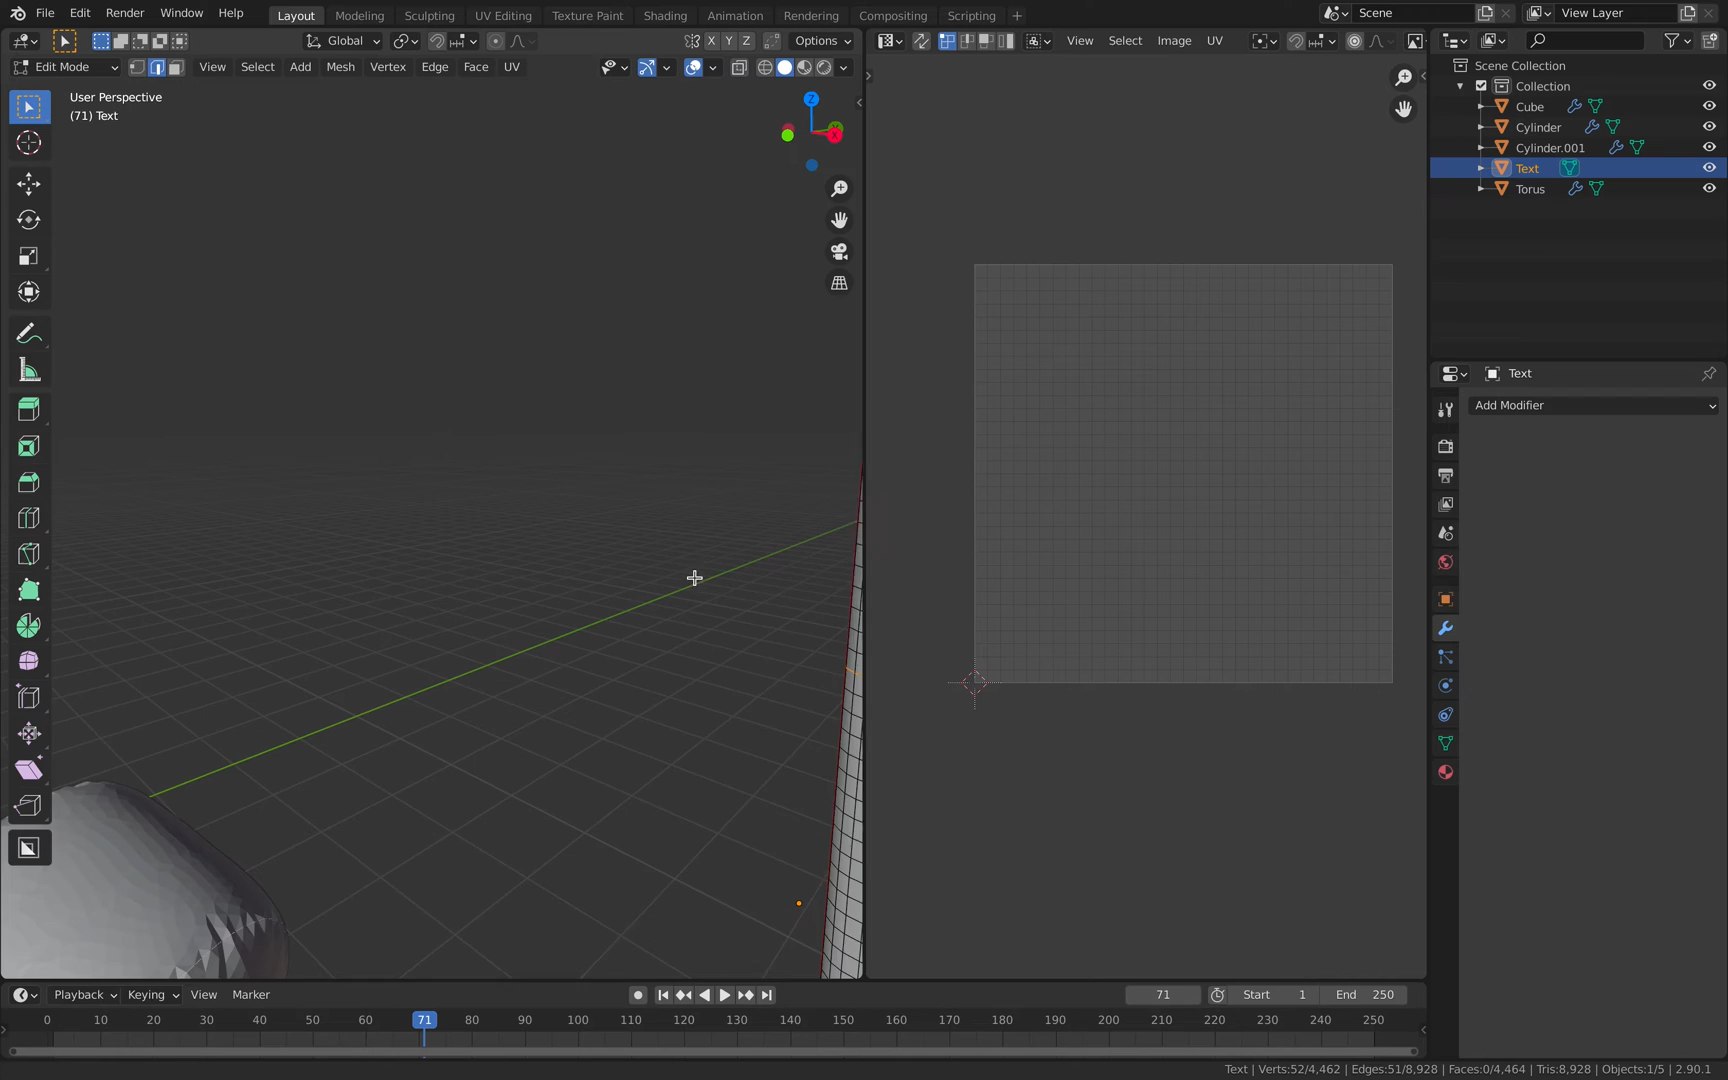 File Edit Render Window Help Layout Modeling Sculpting UV Editing Texture Paint Shading Animation Rendering Compositing Scripting + Scene View Layer
Global X Y Z Options View Select Image UV
Edit Mode View Select Add Mesh Vertex Edge Face UV
User Perspective
(71) Text
Z
X
Scene Collection
Collection
Cube
Cylinder
Cylinder.001
Text
Torus
Text
Add Modifier
Playback Keying View Marker 71 Start 1 End 250
0 10 20 30 40 50 60 71 80 90 100 110 120 130 140 150 160 170 180 190 200 210 220 230 240 250
Text | Verts:52/4,462 | Edges:51/8,928 | Faces:0/4,464 | Tris:8,928 | Objects:1/5 | 2.90.1